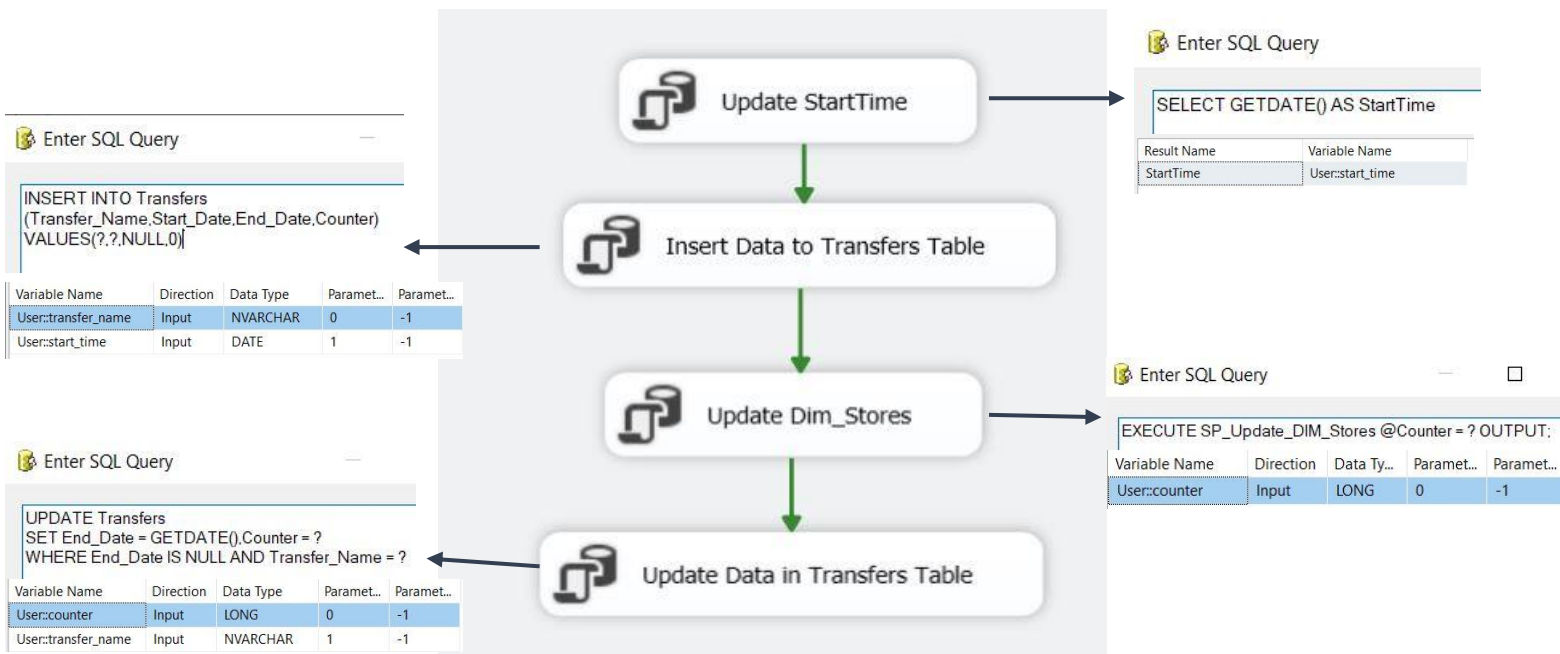 Update StartTime
Enter SQL Query
SELECT GETDATE() AS StartTime
Result Name Variable Name
StartTime User::start_time
Insert Data to Transfers Table
Enter SQL Query
INSERT INTO Transfers
(Transfer_Name,Start_Date,End_Date,Counter)
VALUES(?,?,NULL,0)
Variable Name Direction Data Type Paramet... Paramet...
User::transfer_name Input NVARCHAR 0 -1
User::start_time Input DATE 1 -1
Update Dim_Stores
Enter SQL Query
EXECUTE SP_Update_DIM_Stores @Counter = ? OUTPUT;
Variable Name Direction Data Ty... Paramet... Paramet...
User::counter Input LONG 0 -1
Update Data in Transfers Table
Enter SQL Query
UPDATE Transfers
SET End_Date = GETDATE(),Counter = ?
WHERE End_Date IS NULL AND Transfer_Name = ?
Variable Name Direction Data Type Paramet... Paramet...
User::counter Input LONG 0 -1
User::transfer_name Input NVARCHAR 1 -1